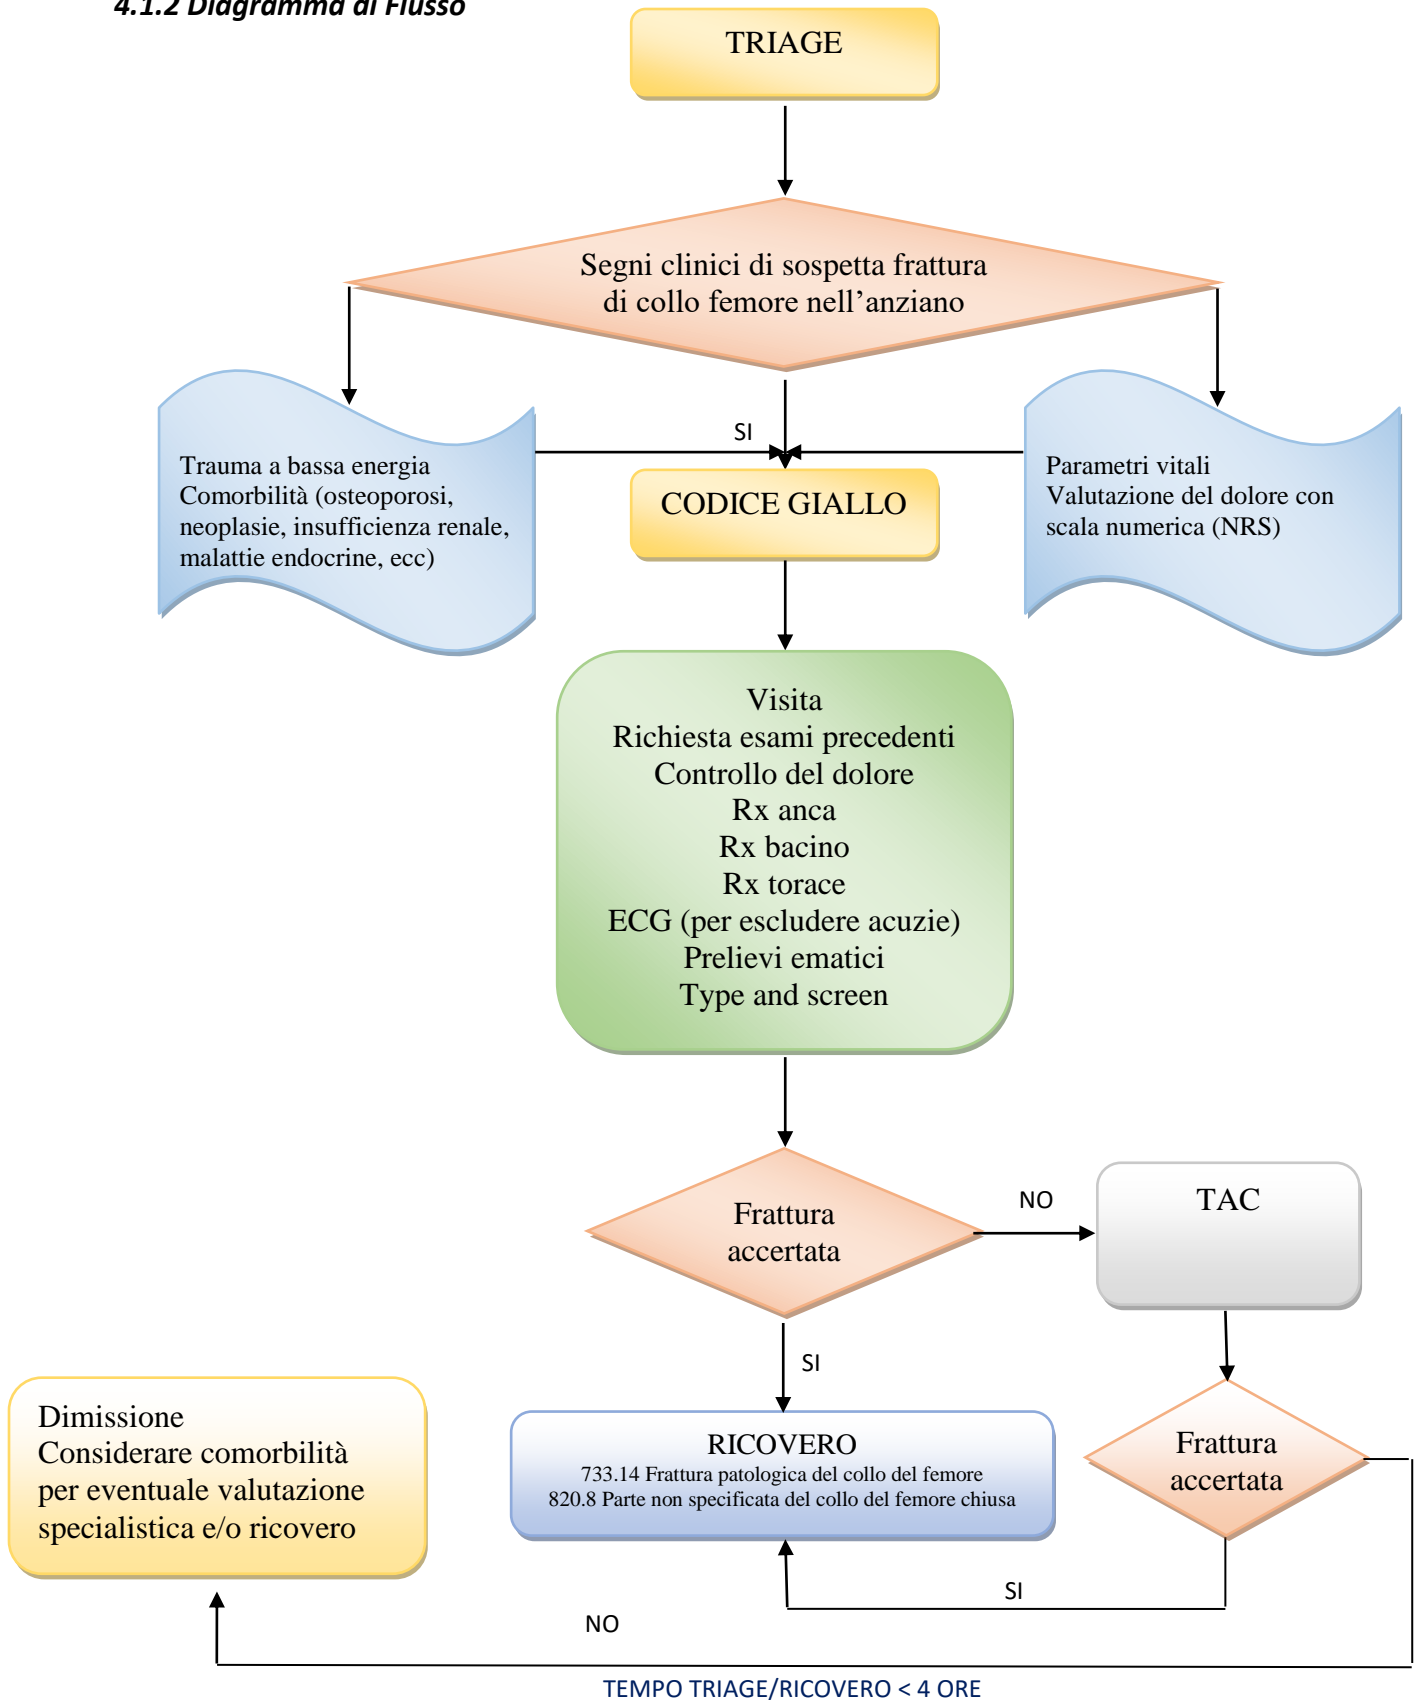 4.1.2 Diagramma di Flusso
TRIAGE
Segni clinici di sospetta frattura
di collo femore nell’anziano
SI
Trauma a bassa energia
Comorbilità (osteoporosi,
neoplasie, insufficienza renale,
malattie endocrine, ecc)
CODICE GIALLO
Parametri vitali
Valutazione del dolore con
scala numerica (NRS)
Visita
Richiesta esami precedenti
Controllo del dolore
Rx anca
Rx bacino
Rx torace
ECG (per escludere acuzie)
Prelievi ematici
Type and screen
Frattura
accertata
NO
TAC
SI
Dimissione
Considerare comorbilità
per eventuale valutazione
specialistica e/o ricovero
RICOVERO
733.14 Frattura patologica del collo del femore
820.8 Parte non specificata del collo del femore chiusa
Frattura
accertata
SI
NO
TEMPO TRIAGE/RICOVERO < 4 ORE